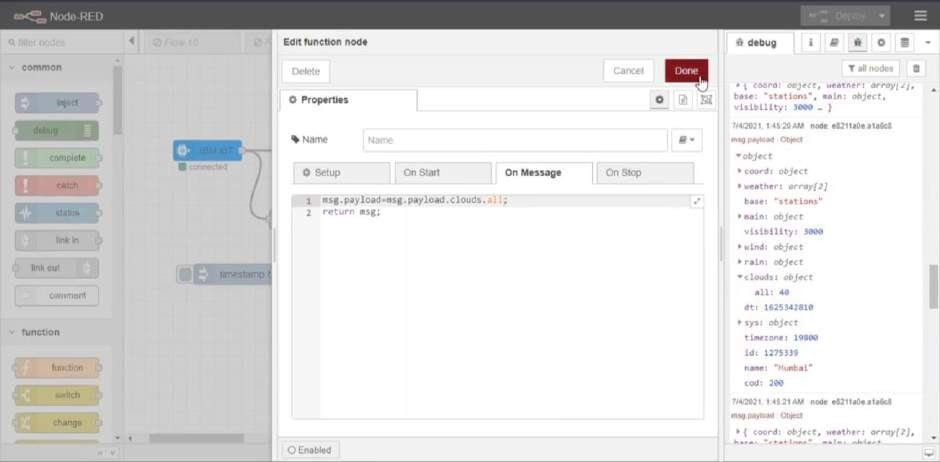 Node-RED
Deploy
filter nodes
Flow 10
common
inject
debug
complete
catch
status
link in
link out
comment
function
function
switch
change
IBM IOT
connected
timestamp
Edit function node
Delete
Cancel
Done
Properties
Name
Name
Setup
On Start
On Message
On Stop
1 msg.payload=msg.payload.clouds.all;
2 return msg;
Enabled
debug
i
all nodes
{ coord: object, weather: array[2],
base: "stations", main: object,
visibility: 3000 … }
7/4/2021, 1:45:20 AM node: e8211a0e.a1a6c8
msg.payload : Object
object
coord: object
weather: array[2]
base: "stations"
main: object
visibility: 3000
wind: object
rain: object
clouds: object
all: 40
dt: 1625342810
sys: object
timezone: 19800
id: 1275339
name: "Mumbai"
cod: 200
7/4/2021, 1:45:21 AM node: e8211a0e.a1a6c8
msg.payload : Object
{ coord: object, weather: array[2],
base: "stations", main: object,